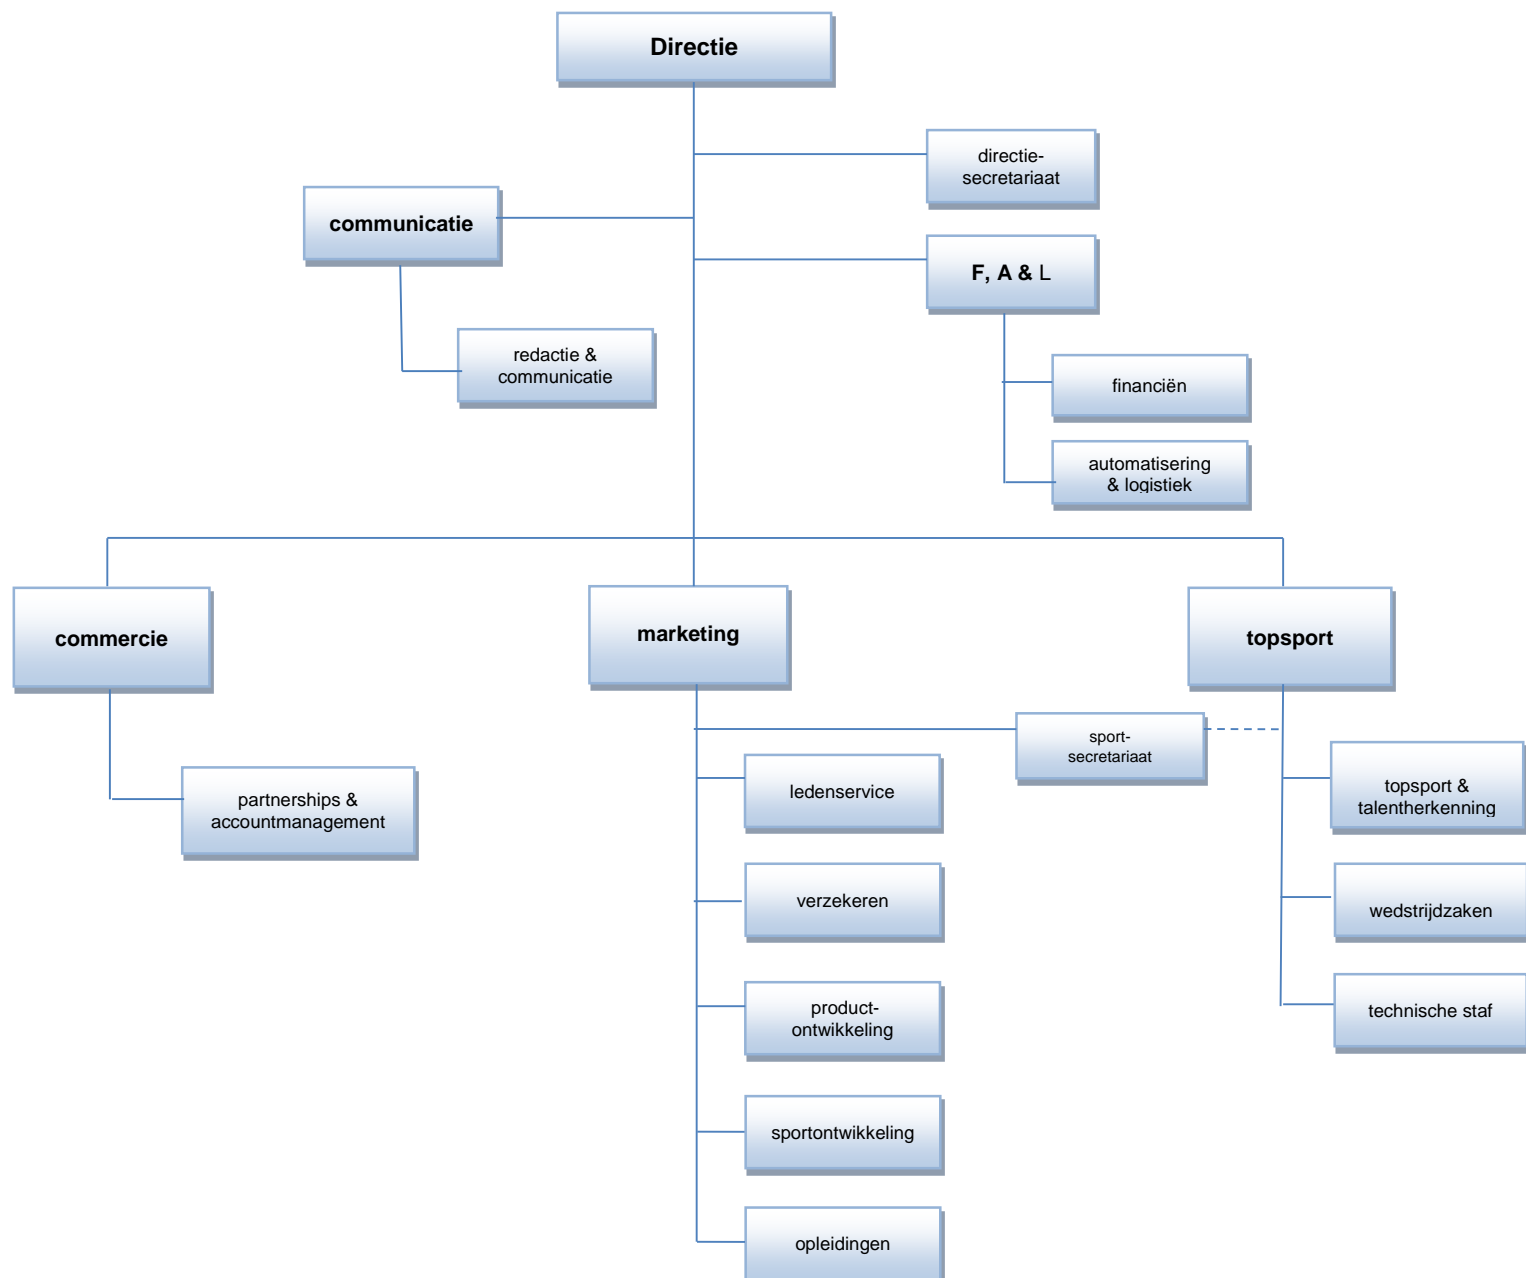 Directie
directie-
secretariaat
communicatie
F, A & L
redactie &
communicatie
financiën
automatisering
& logistiek
commercie
marketing
topsport
sport-
secretariaat
partnerships &
accountmanagement
ledenservice
topsport &
talentherkenning
verzekeren
wedstrijdzaken
product-
ontwikkeling
technische staf
sportontwikkeling
opleidingen